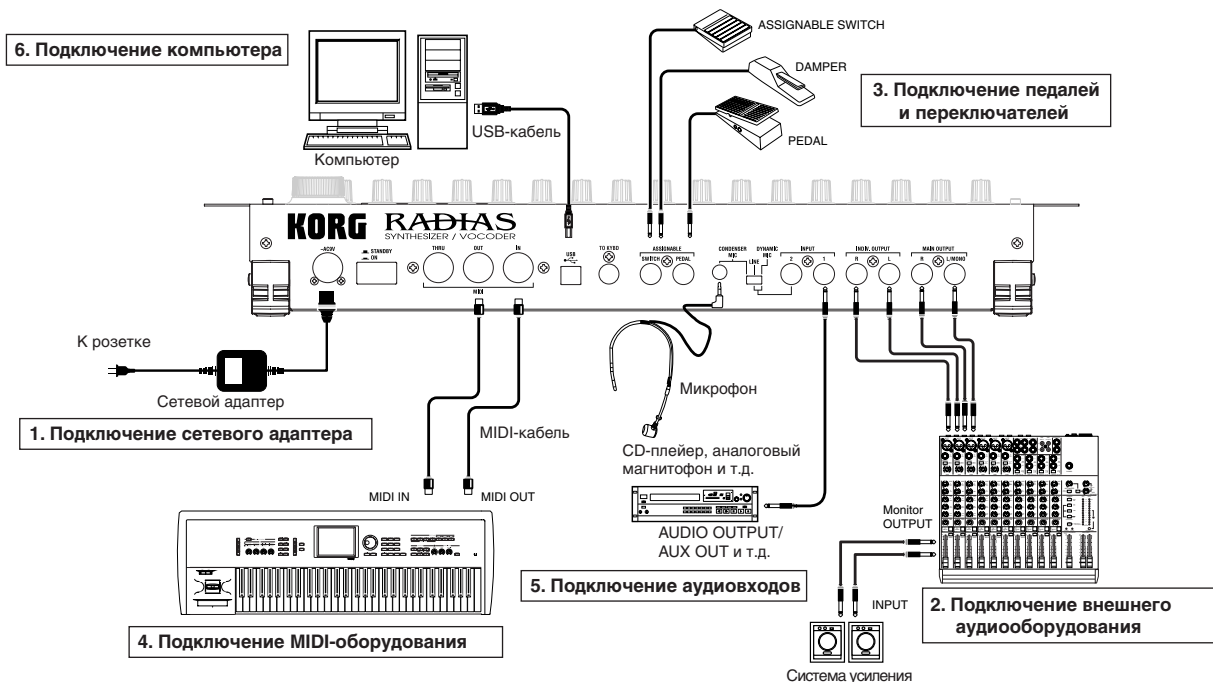 ASSIGNABLE SWITCH
6. Подключение компьютера
DAMPER
3. Подключение педалей
и переключателей
USB-кабель
PEDAL
Компьютер
KORG RADIAS
SYNTHESIZER / VOCODER
~AC9V
STANDBY
ON
THRU
OUT
IN
MIDI
USB
TO KYBD
ASSIGNABLE
SWITCH
PEDAL
CONDENSER
MIC
LINE
DYNAMIC
MIC
INPUT
2
1
INDIV. OUTPUT
R
L
MAIN OUTPUT
R
L/MONO
К розетке
Сетевой адаптер
Микрофон
1. Подключение сетевого адаптера
MIDI-кабель
CD-плейер, аналоговый
магнитофон и т.д.
MIDI IN
MIDI OUT
Monitor
OUTPUT
AUDIO OUTPUT/
AUX OUT и т.д.
5. Подключение аудиовходов
INPUT
2. Подключение внешнего
аудиооборудования
4. Подключение MIDI-оборудования
Система усиления